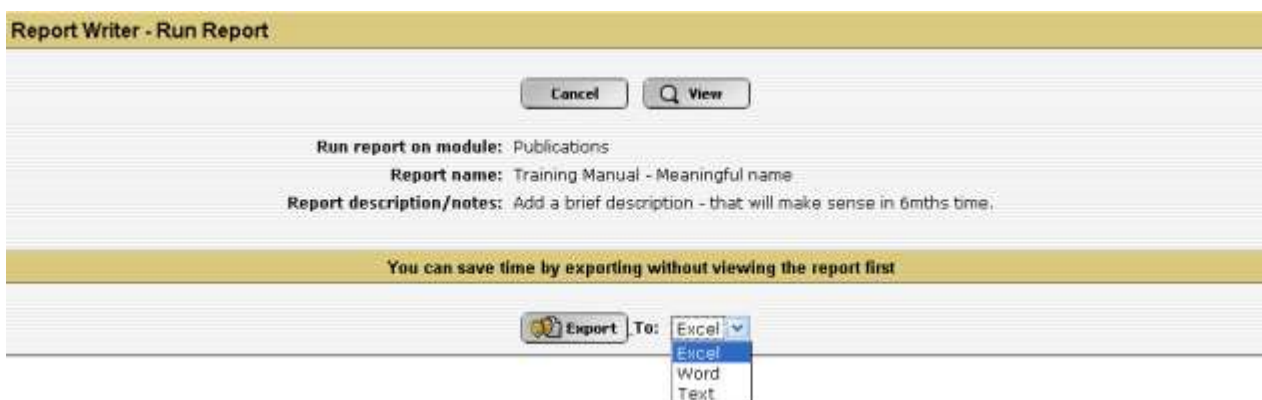 Report Writer - Run Report
Cancel View
Run report on module: Publications
Report name: Training Manual - Meaningful name
Report description/notes: Add a brief description - that will make sense in 6mths time.
You can save time by exporting without viewing the report first
Export To: Excel
Excel
Word
Text